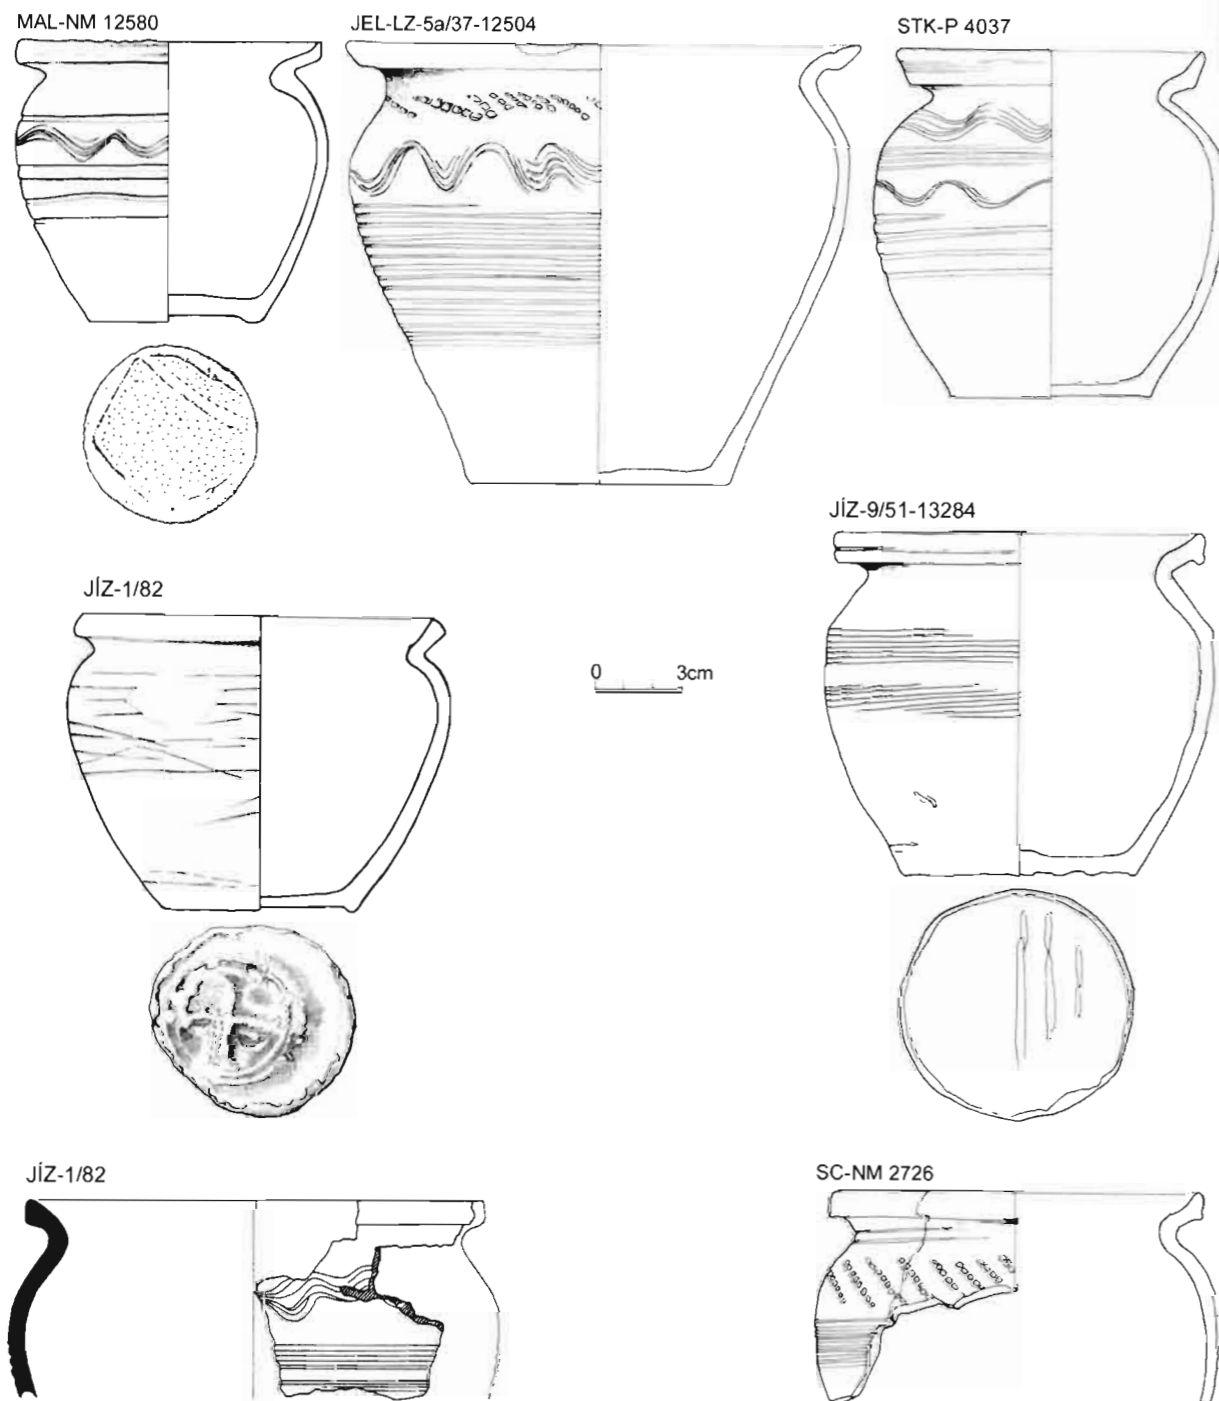 MAL-NM 12580
JEL-LZ-5a/37-12504
STK-P 4037
JÍZ-9/51-13284
JÍZ-1/82
0 3cm
JÍZ-1/82
SC-NM 2726